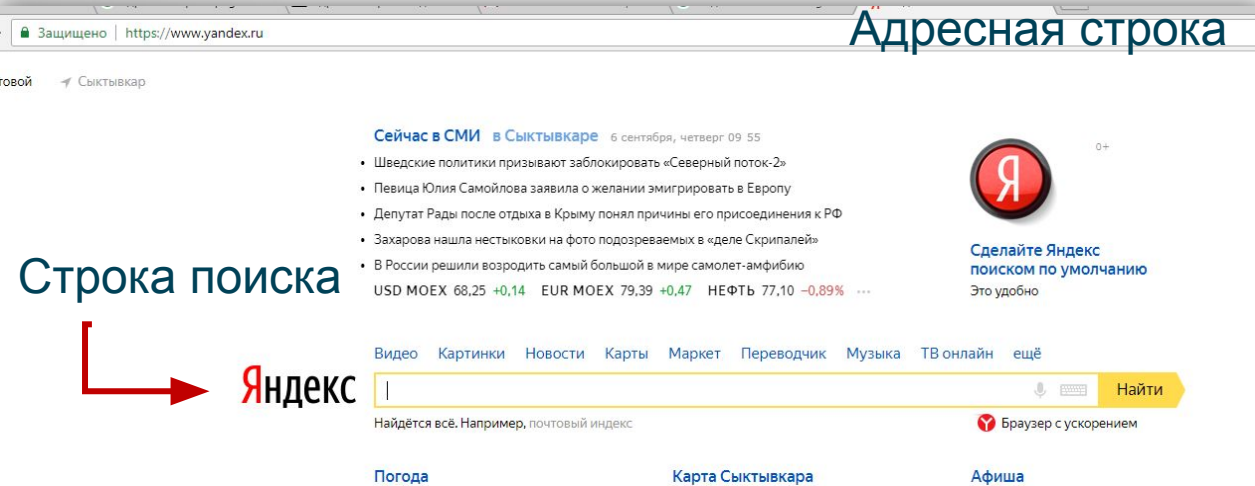 Защищено | https://www.yandex.ru
Адресная строка
товой Сыктывкар
Сейчас в СМИ в Сыктывкаре 6 сентября, четверг 09 55
• Шведские политики призывают заблокировать «Северный поток-2»
• Певица Юлия Самойлова заявила о желании эмигрировать в Европу
• Депутат Рады после отдыха в Крыму понял причины его присоединения к РФ
• Захарова нашла нестыковки на фото подозреваемых в «деле Скрипалей»
• В России решили возродить самый большой в мире самолет-амфибию
USD MOEX 68,25 +0,14 EUR MOEX 79,39 +0,47 НЕФТЬ 77,10 −0,89% ...
Я
0+
Сделайте Яндекс
поиском по умолчанию
Это удобно
Строка поиска
Видео Картинки Новости Карты Маркет Переводчик Музыка ТВ онлайн ещё
Яндекс
Найти
Найдётся всё. Например, почтовый индекс
Браузер с ускорением
Погода Карта Сыктывкара Афиша